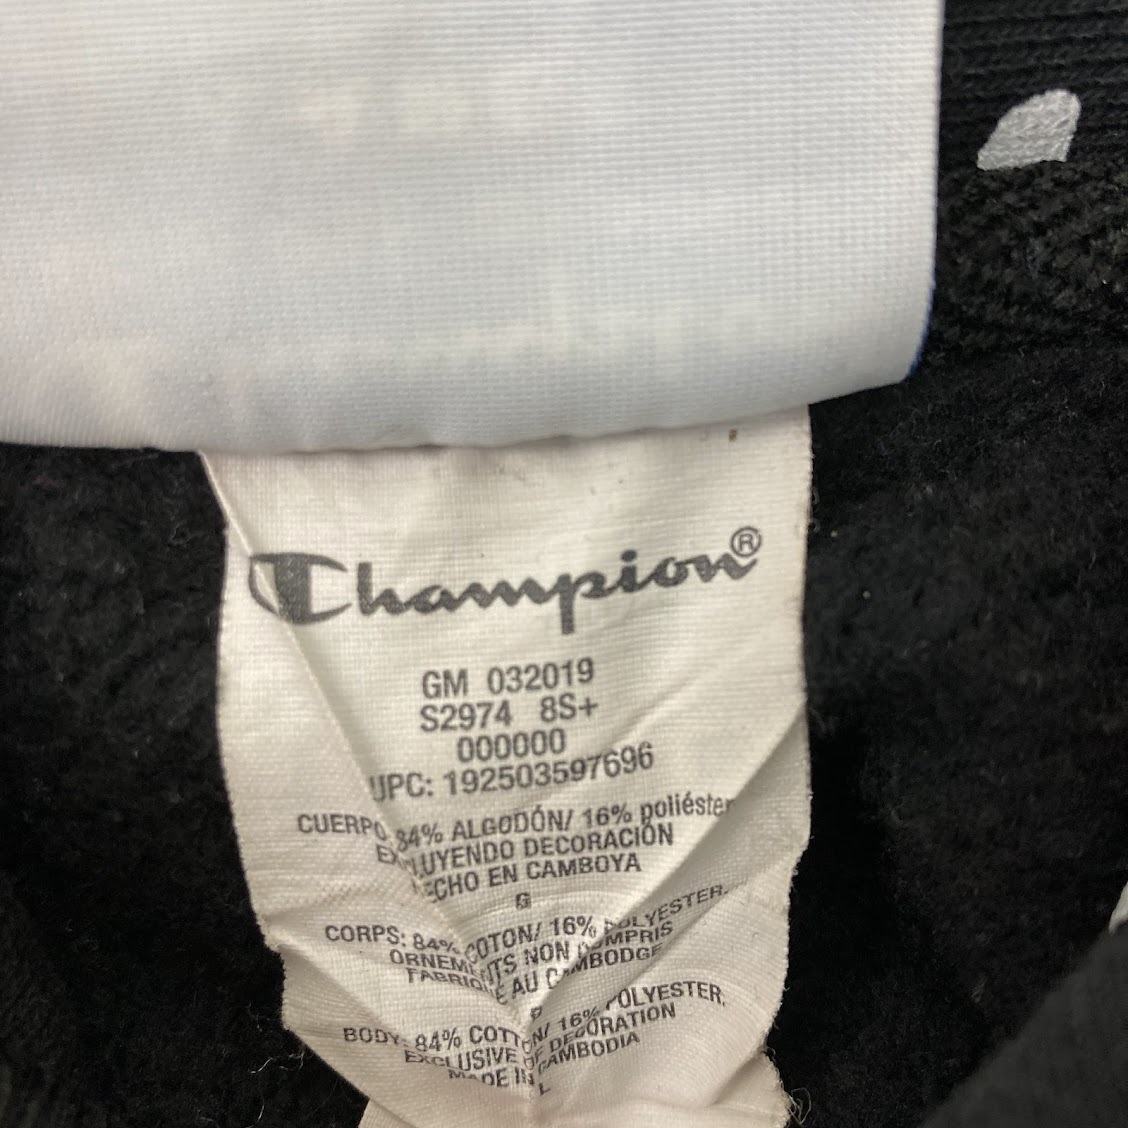 Champion®
GM 032019
S2974 8S+
000000
UPC: 192503597696
CUERPO 84% ALGODÓN/ 16% poliéster
EXCLUYENDO DECORACIÓN
HECHO EN CAMBOYA
G
CORPS: 84% COTON/ 16% POLYESTER.
ORNEMENTS NON COMPRIS
FABRIQUÉ AU CAMBODGE
BODY: 84% COTTON/ 16% POLYESTER,
EXCLUSIVE OF DECORATION
MADE IN CAMBODIA
L